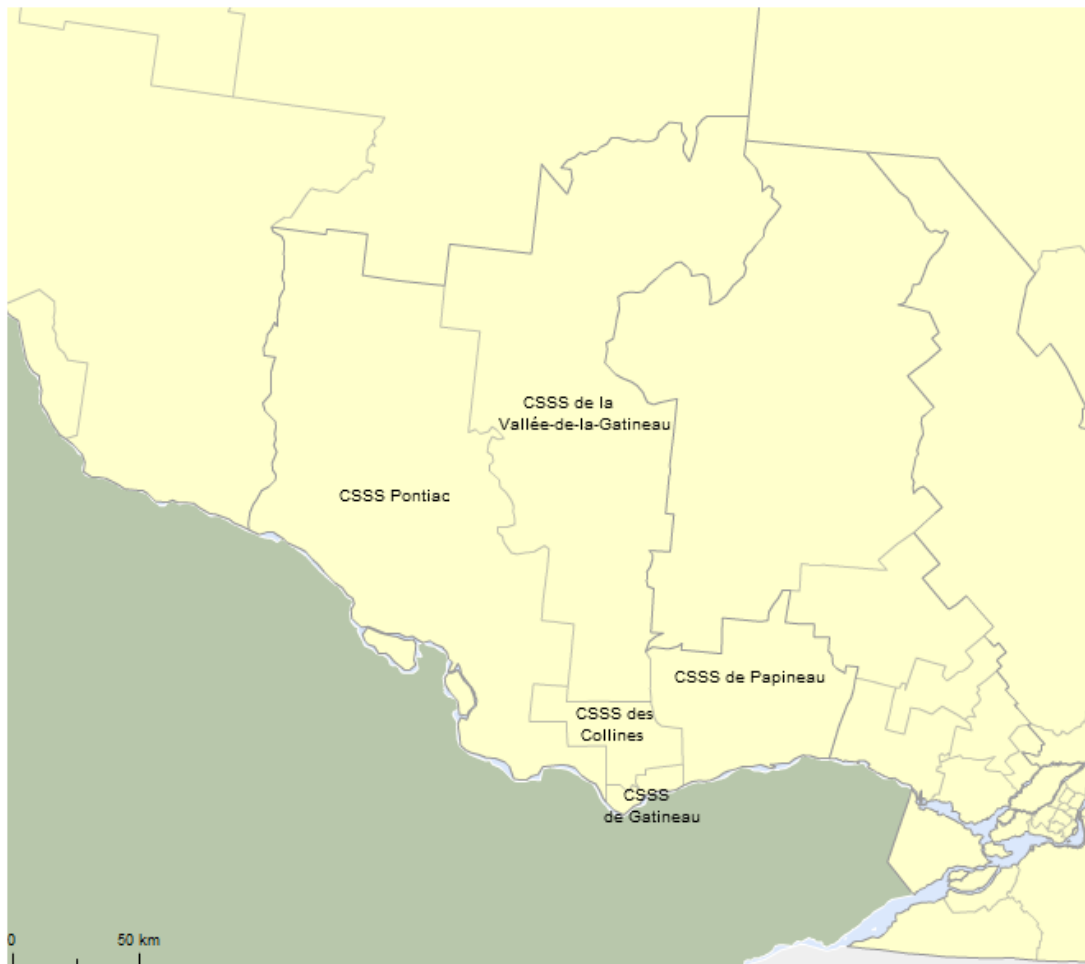 CSSS de la
Vallée-de-la-Gatineau
CSSS Pontiac
CSSS de Papineau
CSSS des
Collines
CSSS
de Gatineau
0 50 km